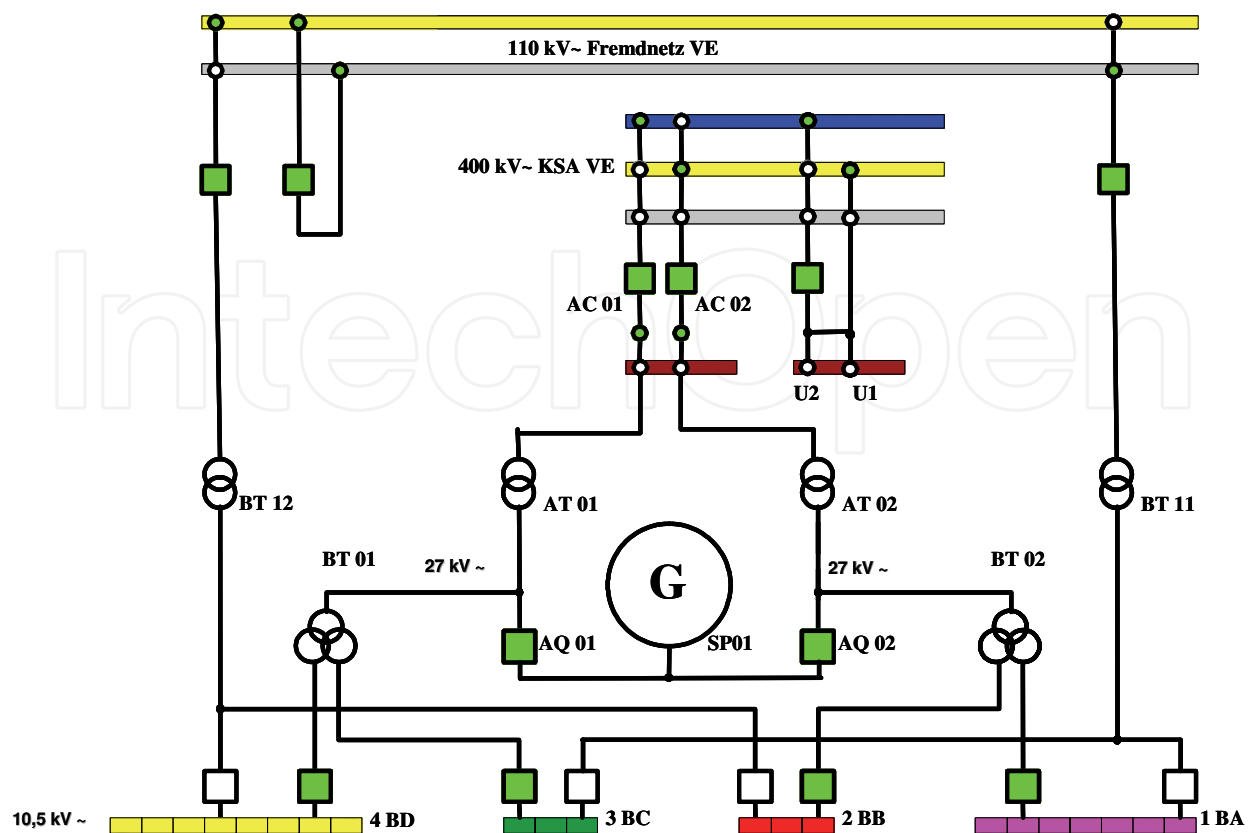 110 kV~ Fremdnetz VE
400 kV~ KSA VE
AC 01
AC 02
U2
U1
IntechOpen
BT 12
AT 01
AT 02
BT 11
BT 01
27 kV ~
G
27 kV ~
BT 02
AQ 01
SP01
AQ 02
10,5 kV ~
4 BD
3 BC
2 BB
1 BA